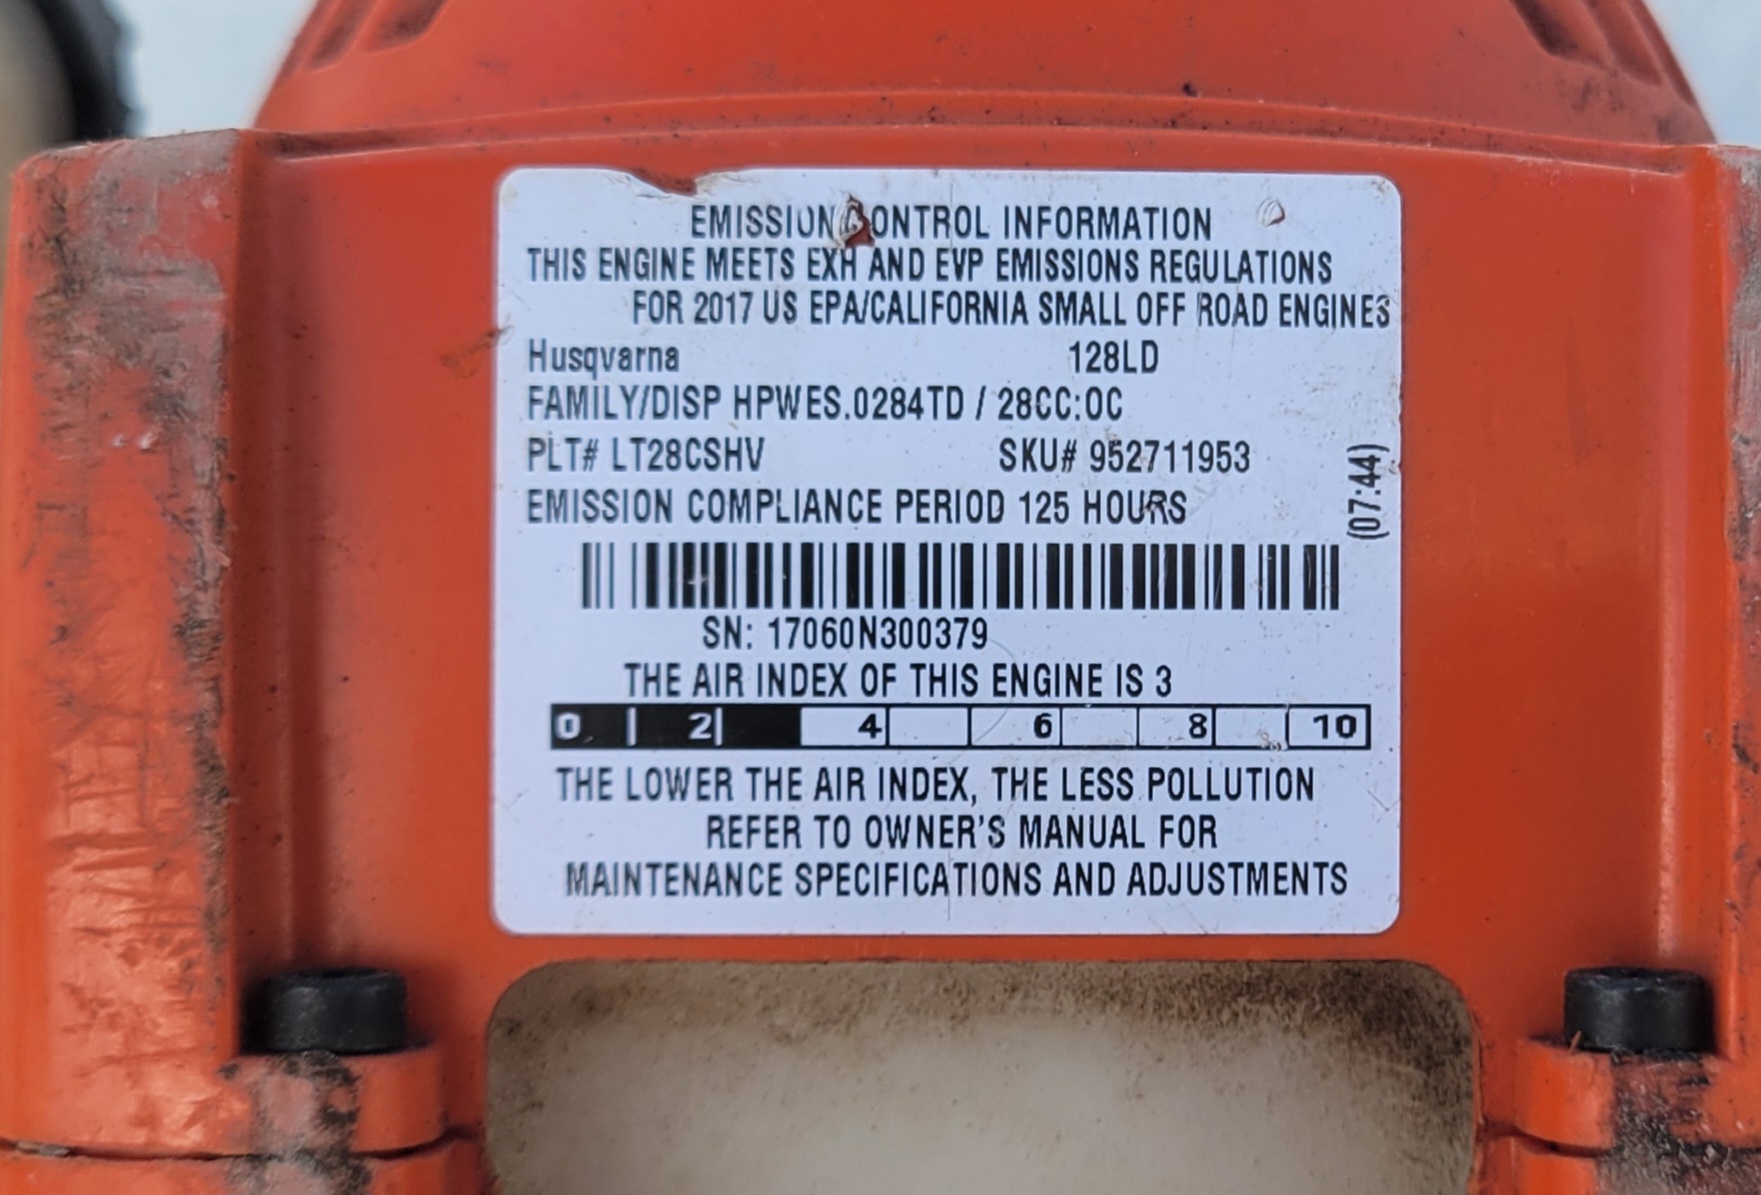 EMISSION CONTROL INFORMATION
THIS ENGINE MEETS EXH AND EVP EMISSIONS REGULATIONS
FOR 2017 US EPA/CALIFORNIA SMALL OFF ROAD ENGINES
Husqvarna 128LD
FAMILY/DISP HPWES.0284TD / 28CC:OC
PLT# LT28CSHV SKU# 952711953
(07:44)
EMISSION COMPLIANCE PERIOD 125 HOURS
SN: 17060N300379
THE AIR INDEX OF THIS ENGINE IS 3
0 2 4 6 8 10
THE LOWER THE AIR INDEX, THE LESS POLLUTION
REFER TO OWNER'S MANUAL FOR
MAINTENANCE SPECIFICATIONS AND ADJUSTMENTS